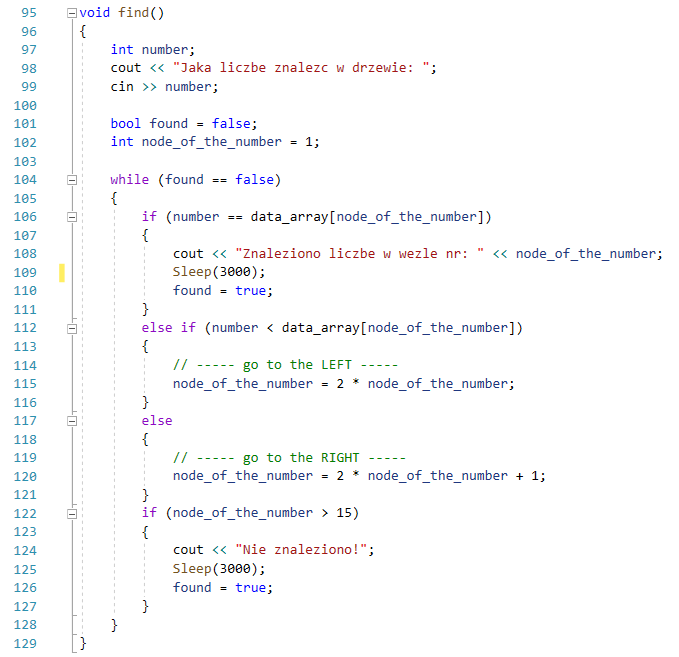 95 void find()
96 {
97     int number;
98     cout << "Jaka liczbe znalezc w drzewie: ";
99     cin >> number;
100
101     bool found = false;
102     int node_of_the_number = 1;
103
104     while (found == false)
105     {
106         if (number == data_array[node_of_the_number])
107         {
108             cout << "Znaleziono liczbe w wezle nr: " << node_of_the_number;
109             Sleep(3000);
110             found = true;
111         }
112         else if (number < data_array[node_of_the_number])
113         {
114             // ----- go to the LEFT -----
115             node_of_the_number = 2 * node_of_the_number;
116         }
117         else
118         {
119             // ----- go to the RIGHT -----
120             node_of_the_number = 2 * node_of_the_number + 1;
121         }
122         if (node_of_the_number > 15)
123         {
124             cout << "Nie znaleziono!";
125             Sleep(3000);
126             found = true;
127         }
128     }
129 }